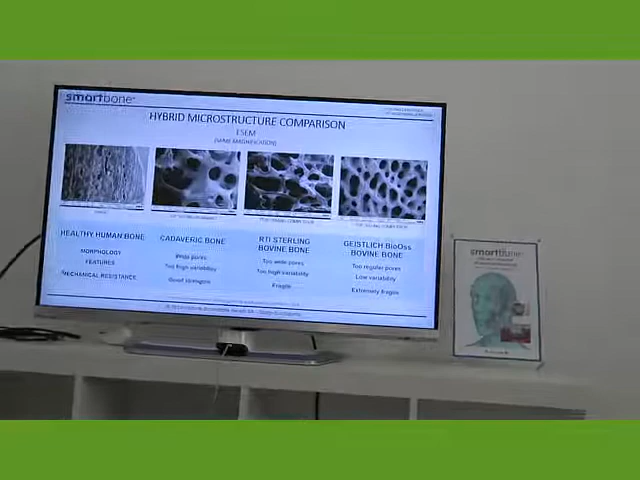 smartbone
HYBRID MICROSTRUCTURE COMPARISON
(SAME MAGNIFICATION)
HEALTHY HUMAN BONE
MORPHOLOGY
FEATURES
MECHANICAL RESISTANCE
CADAVERIC BONE
Wide pores
Too high variability
Good strength
RTI STERLING
BOVINE BONE
Too wide pores
Too high variability
Fragile
GEISTLICH BioOss
BOVINE BONE
Too regular pores
Low variability
Extremely fragile
smartbone